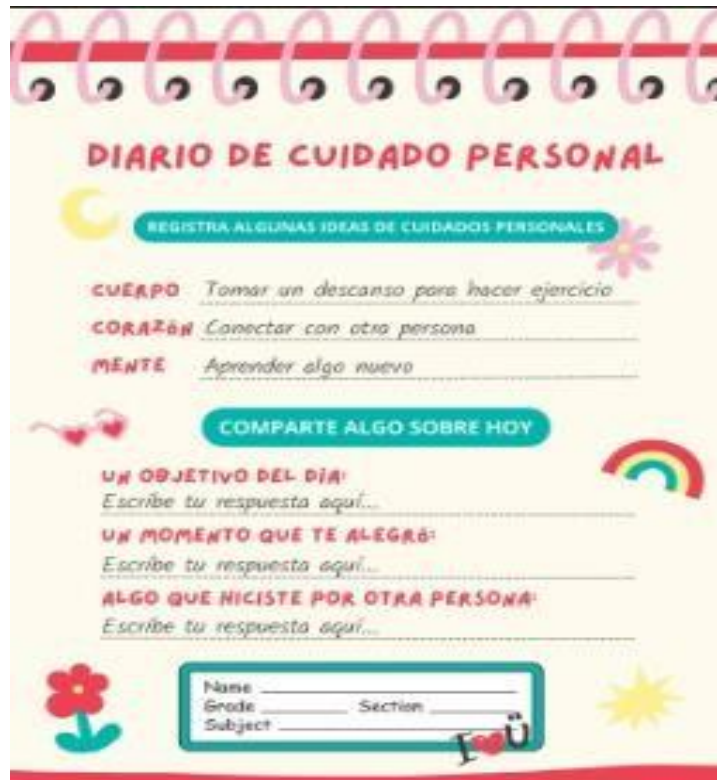 DIARIO DE CUIDADO PERSONAL
REGISTRA ALGUNAS IDEAS DE CUIDADOS PERSONALES
CUERPO Tomar un descanso para hacer ejercicio
CORAZÓN Conectar con otra persona
MENTE Aprender algo nuevo
COMPARTE ALGO SOBRE HOY
UN OBJETIVO DEL DÍA:
Escribe tu respuesta aquí...
UN MOMENTO QUE TE ALEGRÓ:
Escribe tu respuesta aquí...
ALGO QUE HICISTE POR OTRA PERSONA:
Escribe tu respuesta aquí...
Name
Grade Section
Subject
I ü